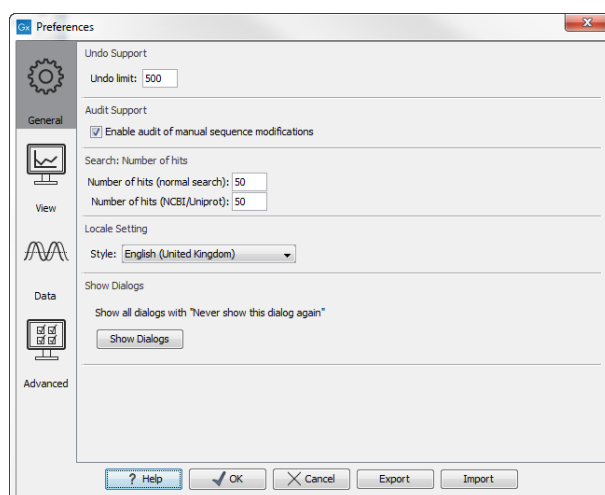 Gx Preferences
X
General
View
Data
Advanced
Undo Support
Undo limit: 500
Audit Support
Enable audit of manual sequence modifications
Search: Number of hits
Number of hits (normal search): 50
Number of hits (NCBI/Uniprot): 50
Locale Setting
Style: English (United Kingdom)
Show Dialogs
Show all dialogs with "Never show this dialog again"
Show Dialogs
? Help OK Cancel Export Import